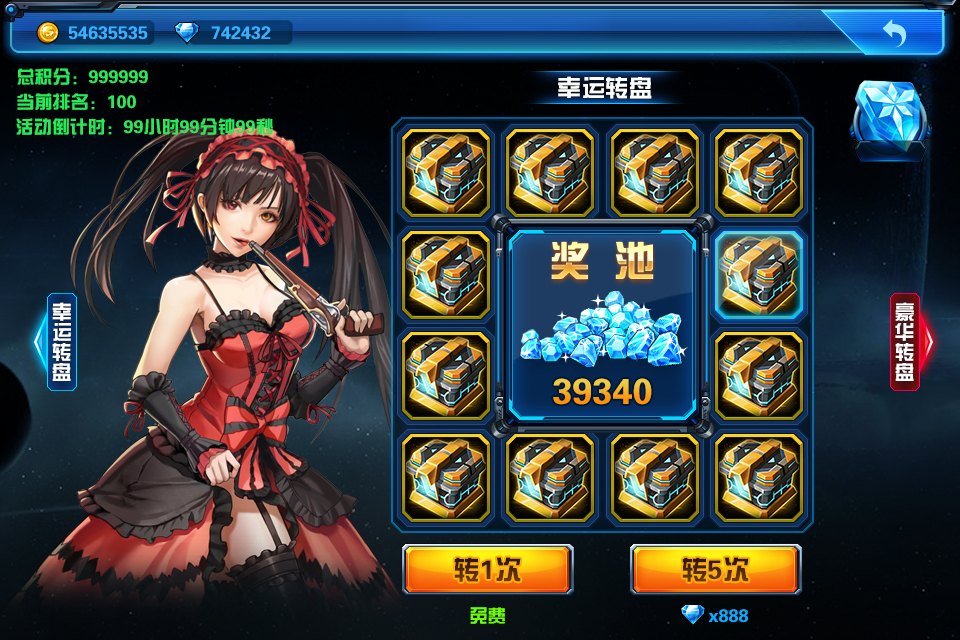 54635535 742432
总积分：999999
当前排名：100
活动倒计时：99小时99分钟99秒
幸运转盘
奖 池
39340
幸运转盘
豪华转盘
转1次
转5次
免费
x888